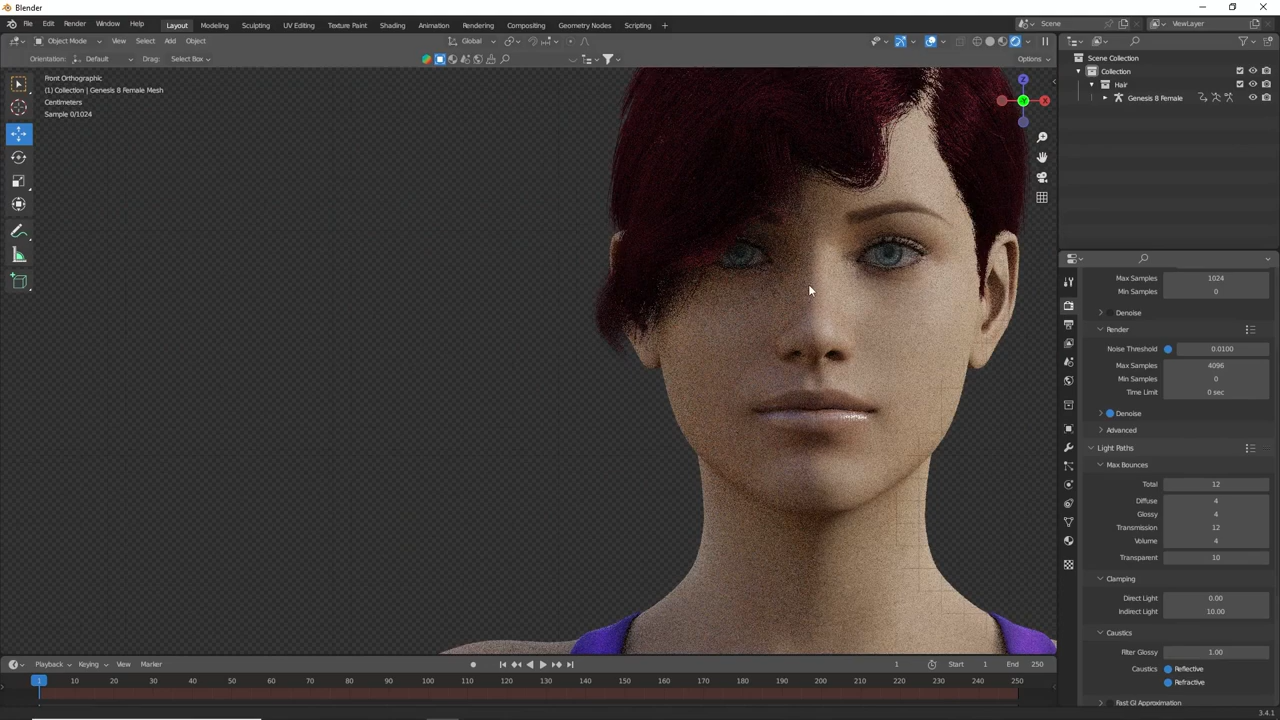 Blender
File Edit Render Window Help
Layout Modeling Sculpting UV Editing Texture Paint Shading Animation Rendering Compositing Geometry Nodes Scripting +
Scene
ViewLayer
Object Mode View Select Add Object
Global
Orientation: Default Drag: Select Box
Options
Front Orthographic
(1) Collection | Genesis 8 Female Mesh
Centimeters
Sample 0/1024
Z
Y
X
Scene Collection
Collection
Hair
Genesis 8 Female
Max Samples 1024
Min Samples 0
Denoise
Render
Noise Threshold 0.0100
Max Samples 4096
Min Samples 0
Time Limit 0 sec
Denoise
Advanced
Light Paths
Max Bounces
Total 12
Diffuse 4
Glossy 4
Transmission 12
Volume 4
Transparent 10
Clamping
Direct Light 0.00
Indirect Light 10.00
Caustics
Filter Glossy 1.00
Caustics Reflective
Refractive
Fast GI Approximation
Playback Keying View Marker
1 Start 1 End 250
1 10 20 30 40 50 60 70 80 90 100 110 120 130 140 150 160 170 180 190 200 210 220 230 240 250
3.4.1